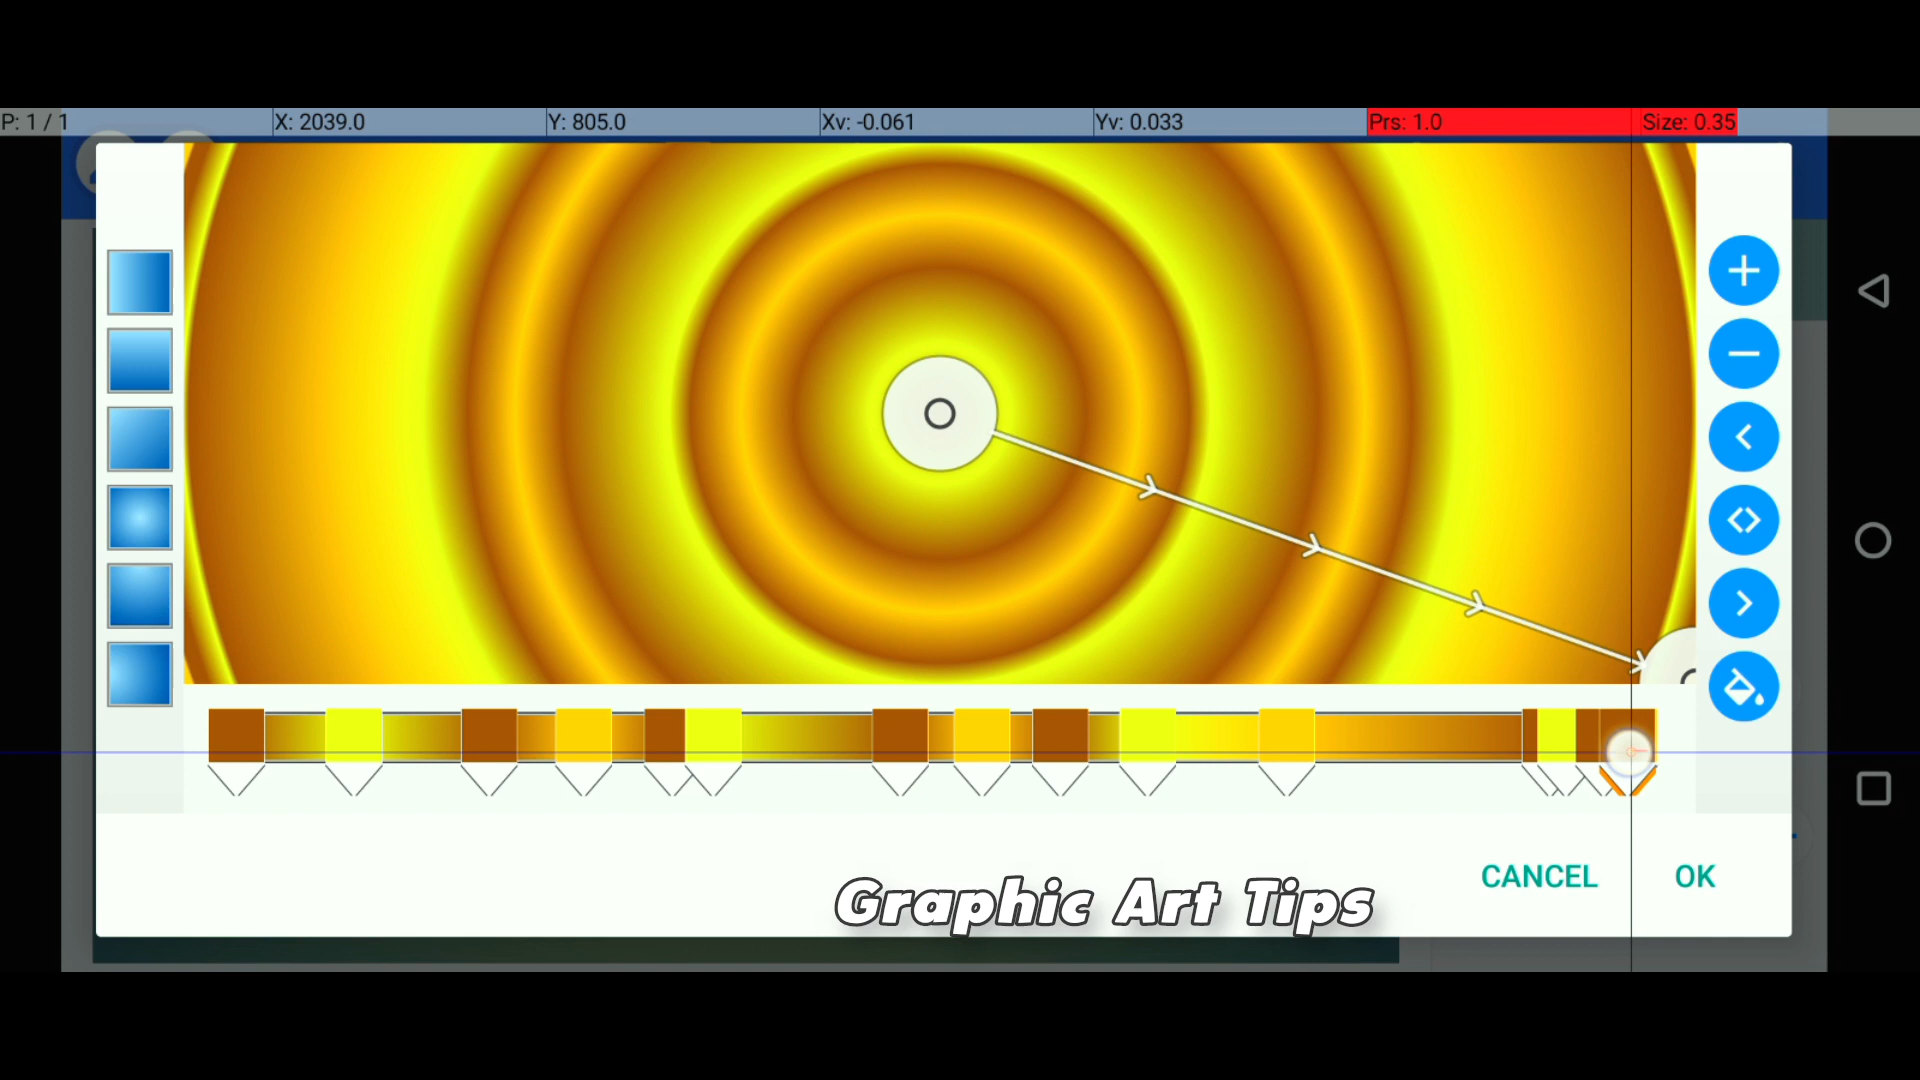 P: 1 / 1 X: 2039.0 Y: 805.0 Xv: -0.061 Yv: 0.033 Prs: 1.0 Size: 0.35
CANCEL OK
Graphic Art Tips